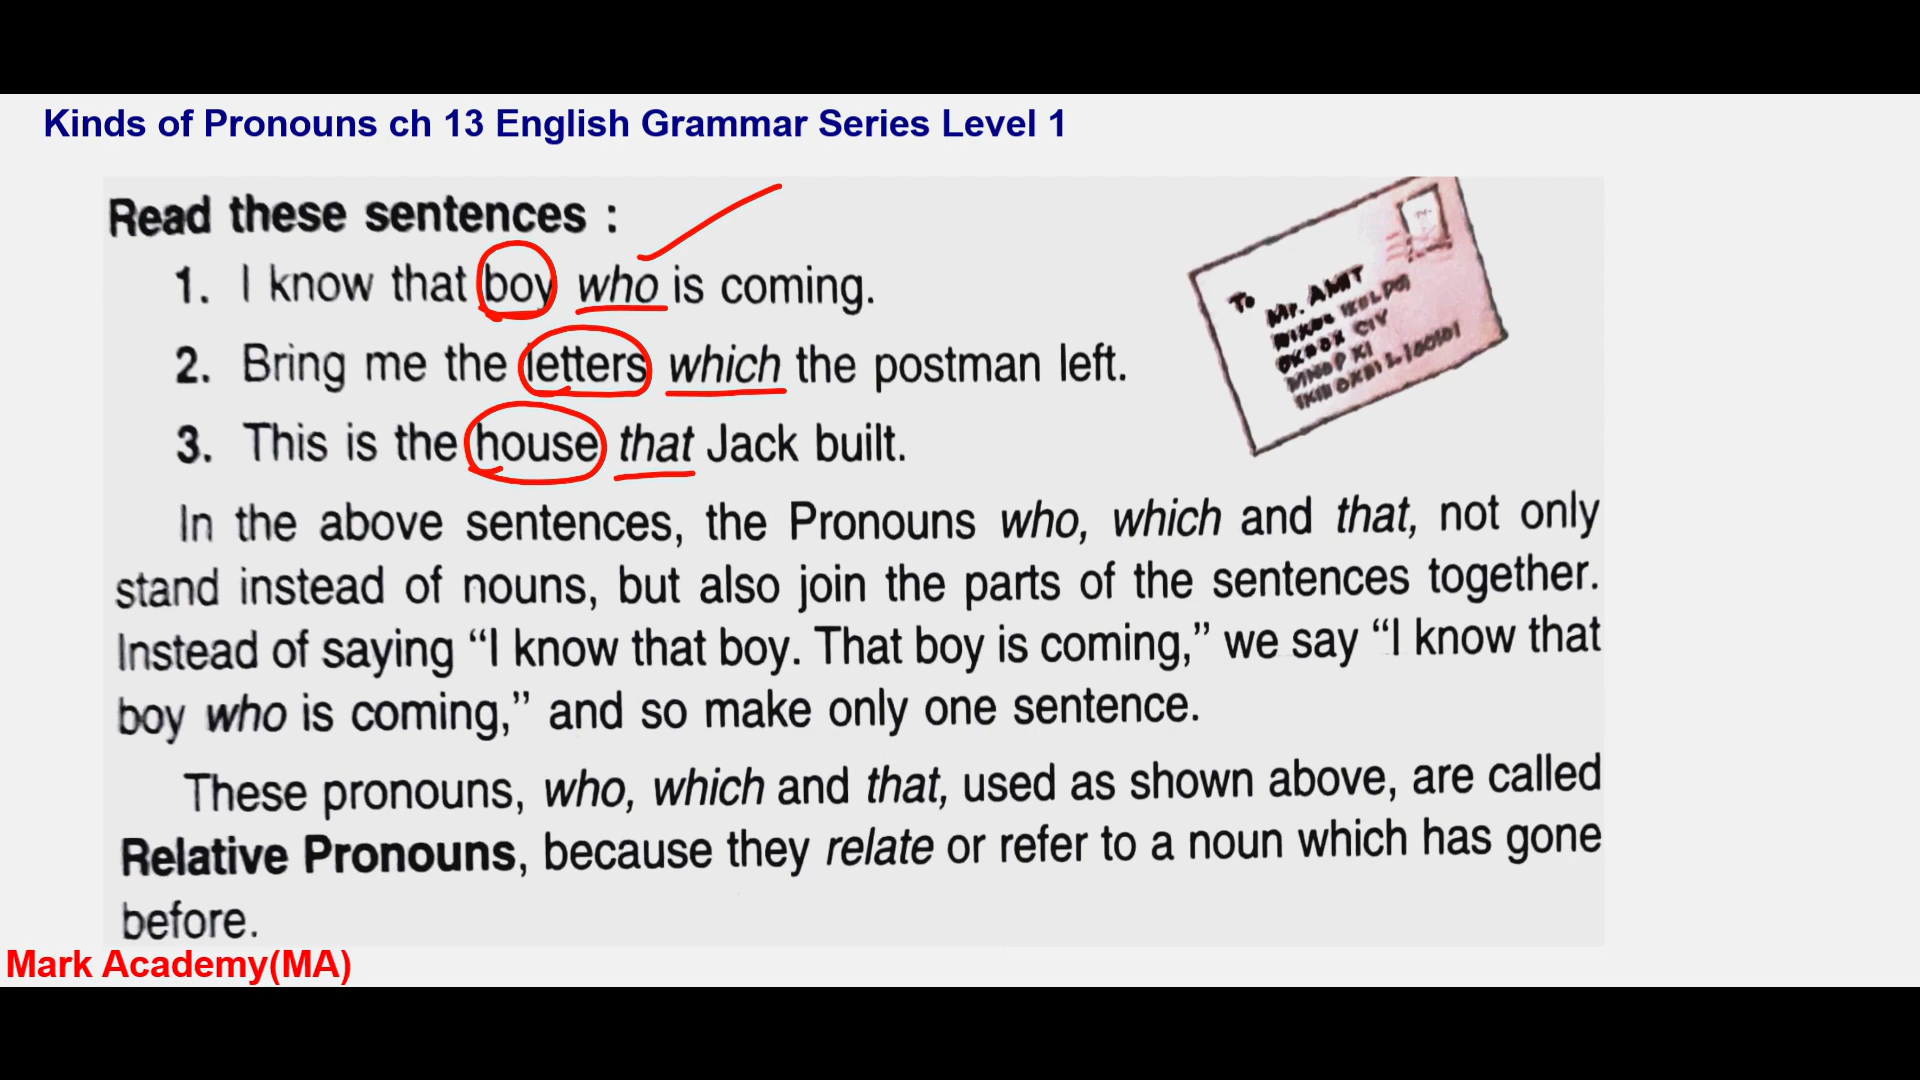 Kinds of Pronouns ch 13 English Grammar Series Level 1
Read these sentences :
1. I know that boy who is coming.
2. Bring me the letters which the postman left.
3. This is the house that Jack built.
To
Mr. AMIT
In the above sentences, the Pronouns who, which and that, not only
stand instead of nouns, but also join the parts of the sentences together.
Instead of saying “I know that boy. That boy is coming,” we say “I know that
boy who is coming,” and so make only one sentence.
These pronouns, who, which and that, used as shown above, are called
Relative Pronouns, because they relate or refer to a noun which has gone
before.
Mark Academy(MA)